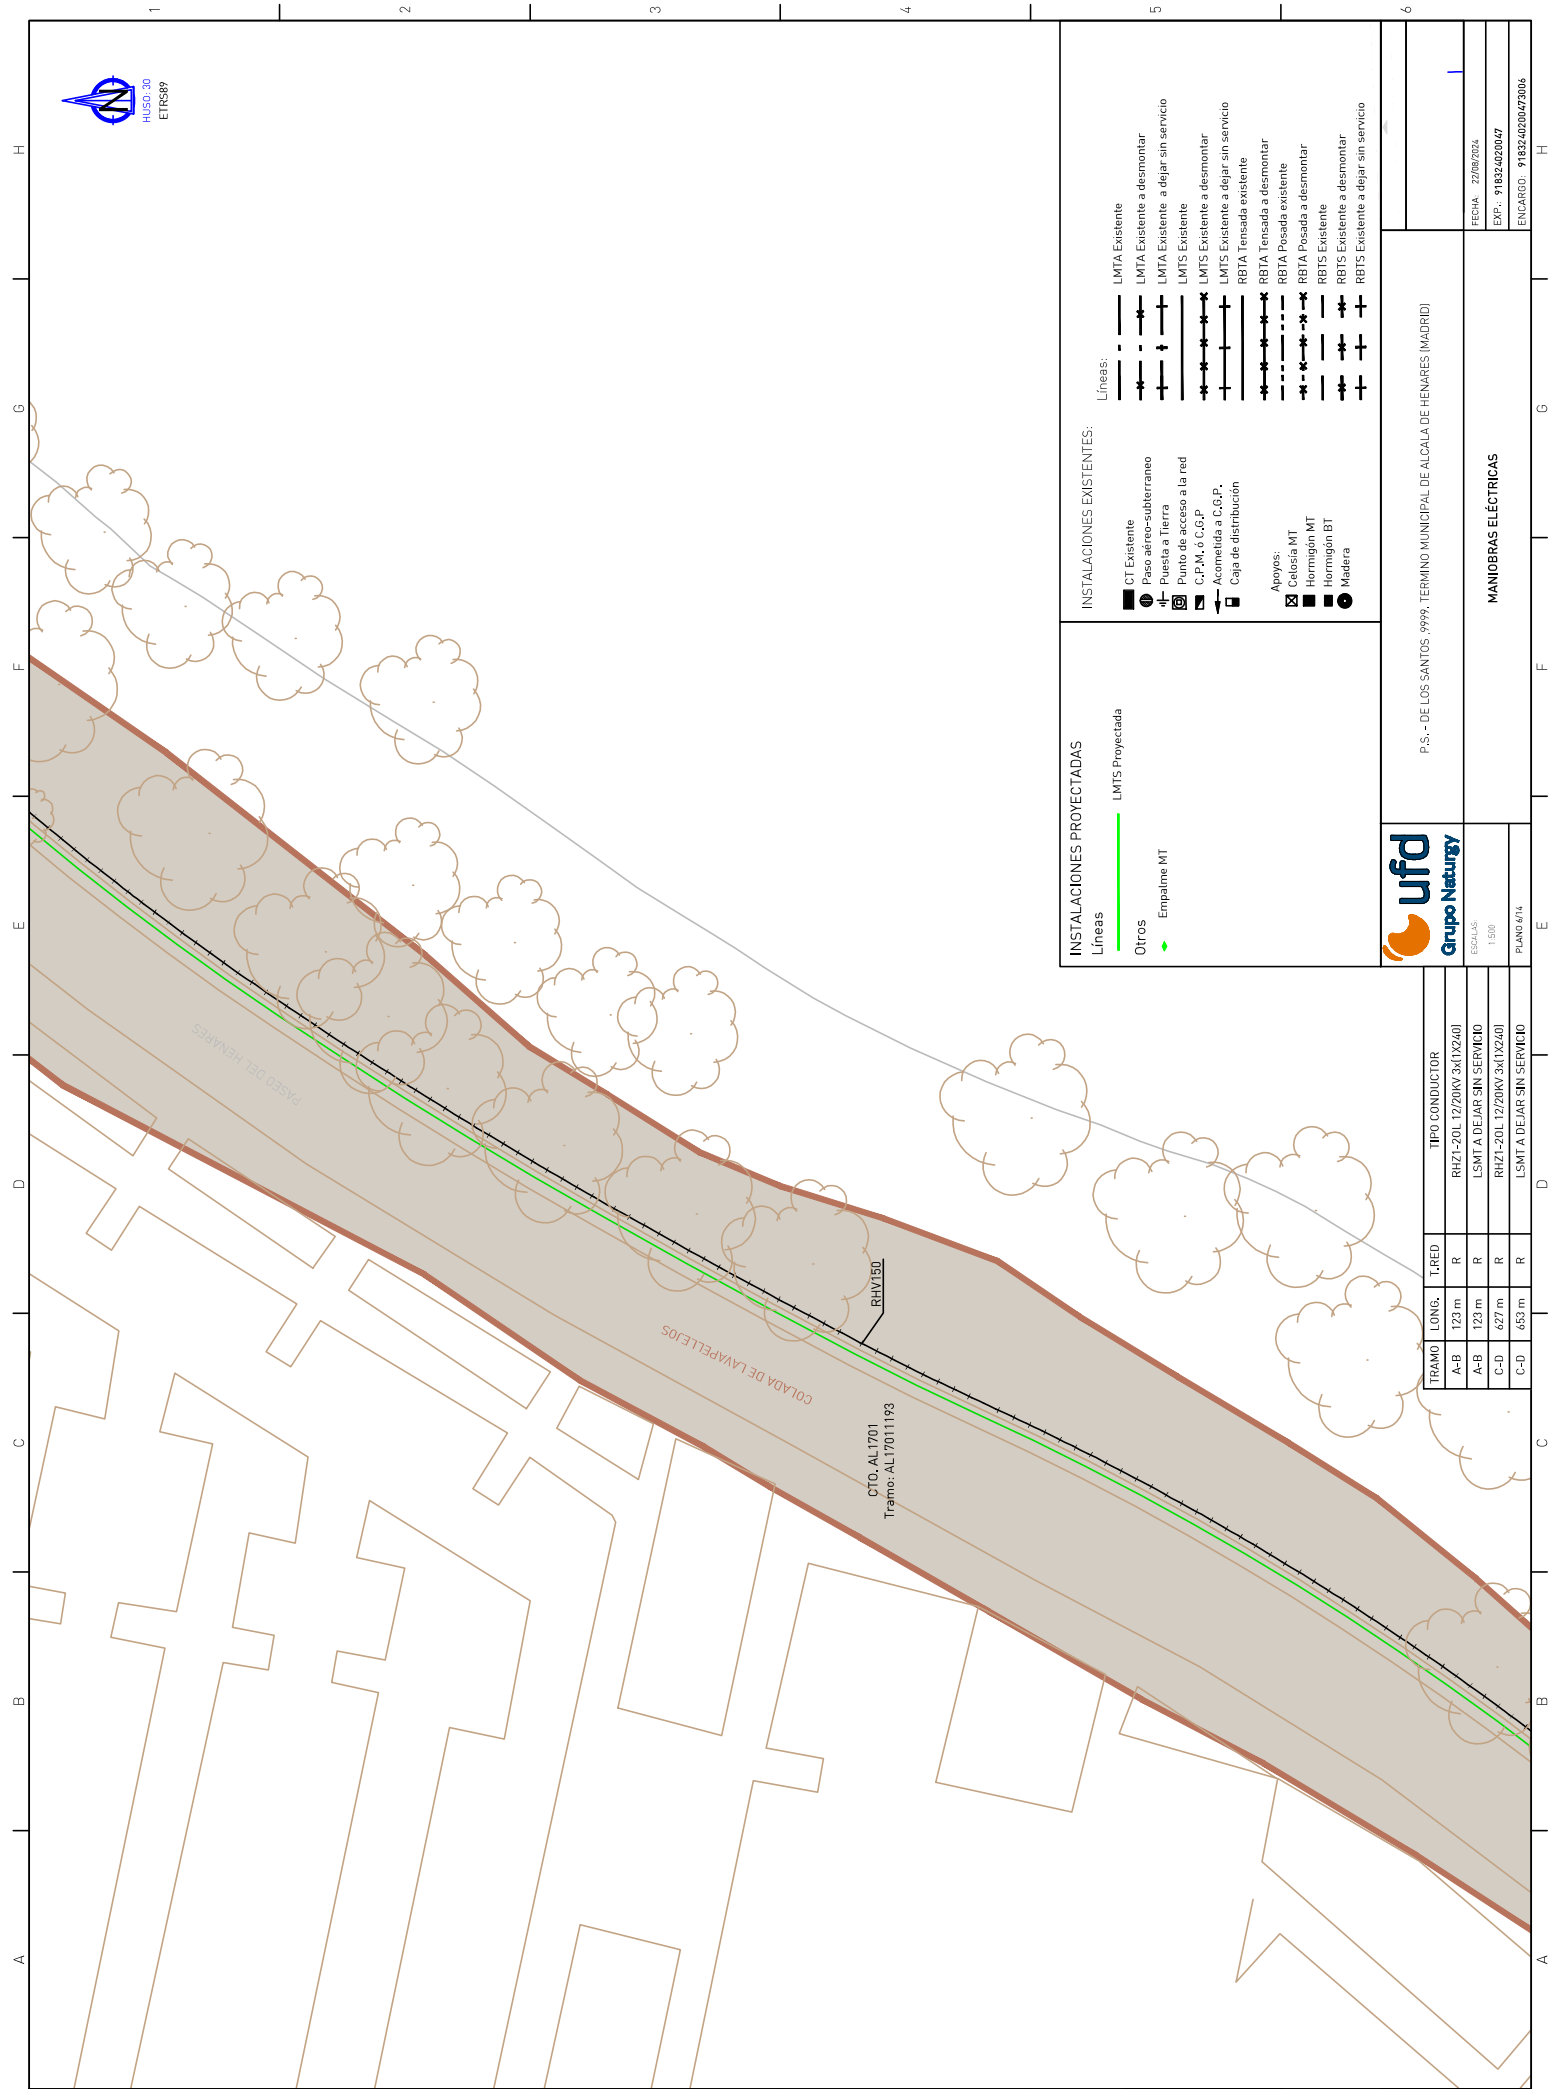 A
B
C
D
E
F
G
H
1
2
3
4
5
6
N
HUSO: 30
ETRS89
PASEO DEL HENARES
COLADA DE LAVAPELLEJOS
RHV150
CTO. AL1701
Tramo: AL17011193
INSTALACIONES PROYECTADAS
Líneas
LMTS Proyectada
Otros
Empalme MT
INSTALACIONES EXISTENTES:
CT Existente
Paso aéreo-subterraneo
Puesta a Tierra
Punto de acceso a la red
C.P.M. ó C.G.P
Acometida a C.G.P.
Caja de distribución
Apoyos:
Celosía MT
Hormigón MT
Hormigón BT
Madera
Líneas:
LMTA Existente
LMTA Existente a desmontar
LMTA Existente a dejar sin servicio
LMTS Existente
LMTS Existente a desmontar
LMTS Existente a dejar sin servicio
RBTA Tensada existente
RBTA Tensada a desmontar
RBTA Posada existente
RBTA Posada a desmontar
RBTS Existente
RBTS Existente a desmontar
RBTS Existente a dejar sin servicio
TRAMO LONG. T.RED TIPO CONDUCTOR
A-B 123 m R RHZ1-20L 12/20KV 3x(1X240)
A-B 123 m R LSMT A DEJAR SIN SERVICIO
C-D 627 m R RHZ1-20L 12/20KV 3x(1X240)
C-D 653 m R LSMT A DEJAR SIN SERVICIO
ufd
Grupo Naturgy
ESCALAS:
1:500
PLANO 6/14
P.S.- DE LOS SANTOS ,9999, TERMINO MUNICIPAL DE ALCALA DE HENARES (MADRID)
MANIOBRAS ELÉCTRICAS
FECHA: 22/08/2024
EXP.: 918324020047
ENCARGO: 9183240200473006
A
B
C
D
E
F
G
H